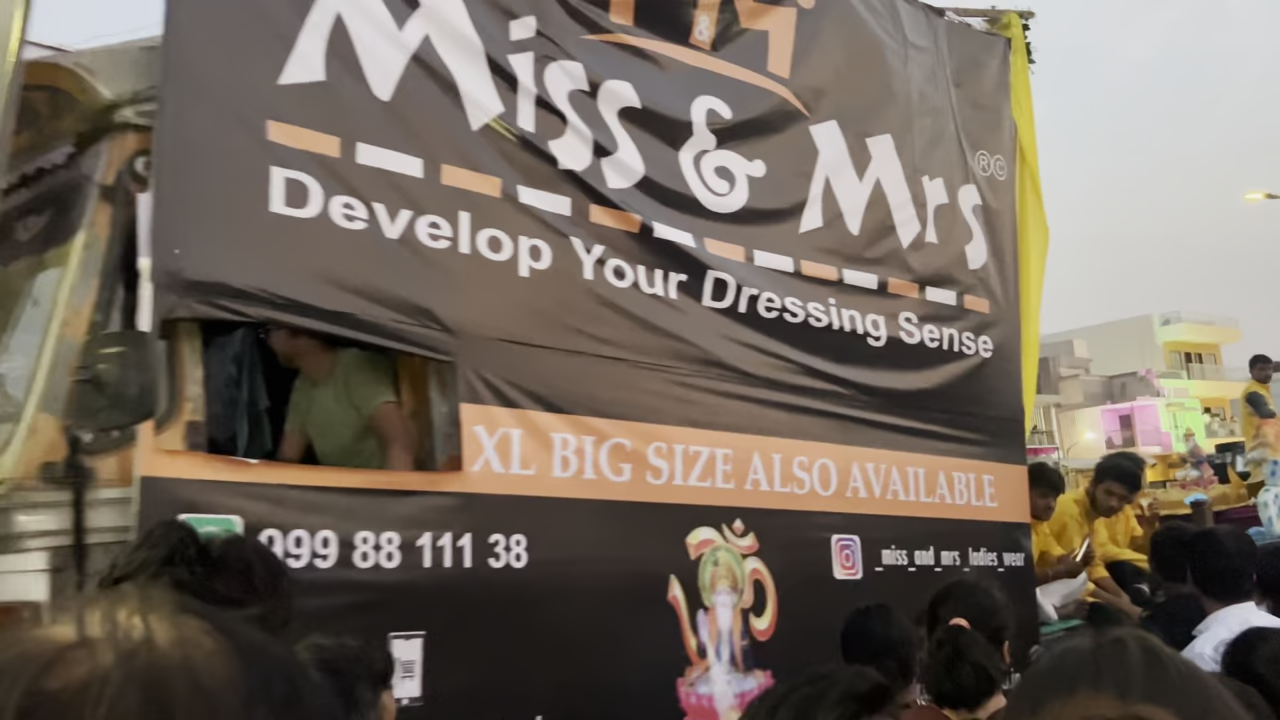 &
Miss & Mrs ®©
Develop Your Dressing Sense
XL BIG SIZE ALSO AVAILABLE
999 88 111 38
_miss_and_mrs_ladies_wear
ॐ